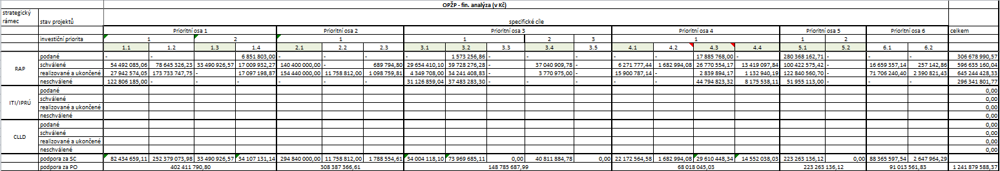 OPŽP - fin. analýza (v Kč)
strategický rámec stav projektů specifické cíle
Prioritní osa 1 Prioritní osa 2 Prioritní osa 3 Prioritní osa 4 Prioritní osa 5 Prioritní osa 6 celkem
investiční priorita 1 2 1 1 2 3 1 1 2
1.1 1.2 1.3 1.4 2.1 2.2 2.3 3.1 3.2 3.3 3.4 3.5 4.1 4.2 4.3 4.4 5.1 5.2 6.1 6.2
RAP
podané - - - 6 851 803,00 - - - - 1 573 256,86 - - - - - 17 885 768,00 - 280 368 162,71 - - - 306 678 990,57
schválené 54 492 085,06 78 645 326,23 33 490 926,57 17 009 932,27 140 400 000,00 - 689 794,80 29 654 410,10 39 728 276,28 - 37 040 909,78 - 6 271 777,44 1 682 994,08 26 770 554,17 13 419 097,84 100 422 575,42 - 16 659 357,14 257 142,86 596 635 160,04
realizované a ukončené 27 942 574,05 173 733 747,75 - 17 097 198,87 154 440 000,00 11 758 812,00 1 098 759,81 4 349 708,00 34 241 408,83 - 3 770 975,00 - 15 900 787,14 - 2 839 894,17 1 132 940,19 122 840 560,70 - 71 706 240,40 2 390 821,43 645 244 428,33
neschválené 122 806 185,00 - - - - - - 31 126 859,04 37 483 283,30 - - - - - 44 794 823,32 8 175 538,11 51 955 113,00 - - - 296 341 801,77
ITI/IPRÚ
podané 0,00
schválené 0,00
realizované a ukončené 0,00
neschválené 0,00
CLLD
podané 0,00
schválené 0,00
realizované a ukončené 0,00
neschválené 0,00
podpora za SC 82 434 659,11 252 379 073,98 33 490 926,57 34 107 131,14 294 840 000,00 11 758 812,00 1 788 554,61 34 004 118,10 73 969 685,11 0,00 40 811 884,78 0,00 22 172 564,58 1 682 994,08 29 610 448,34 14 552 038,03 223 263 136,12 0,00 88 365 597,54 2 647 964,29
podpora za PO 402 411 790,80 308 387 366,61 148 785 687,99 68 018 045,03 223 263 136,12 91 013 561,83 1 241 879 588,37